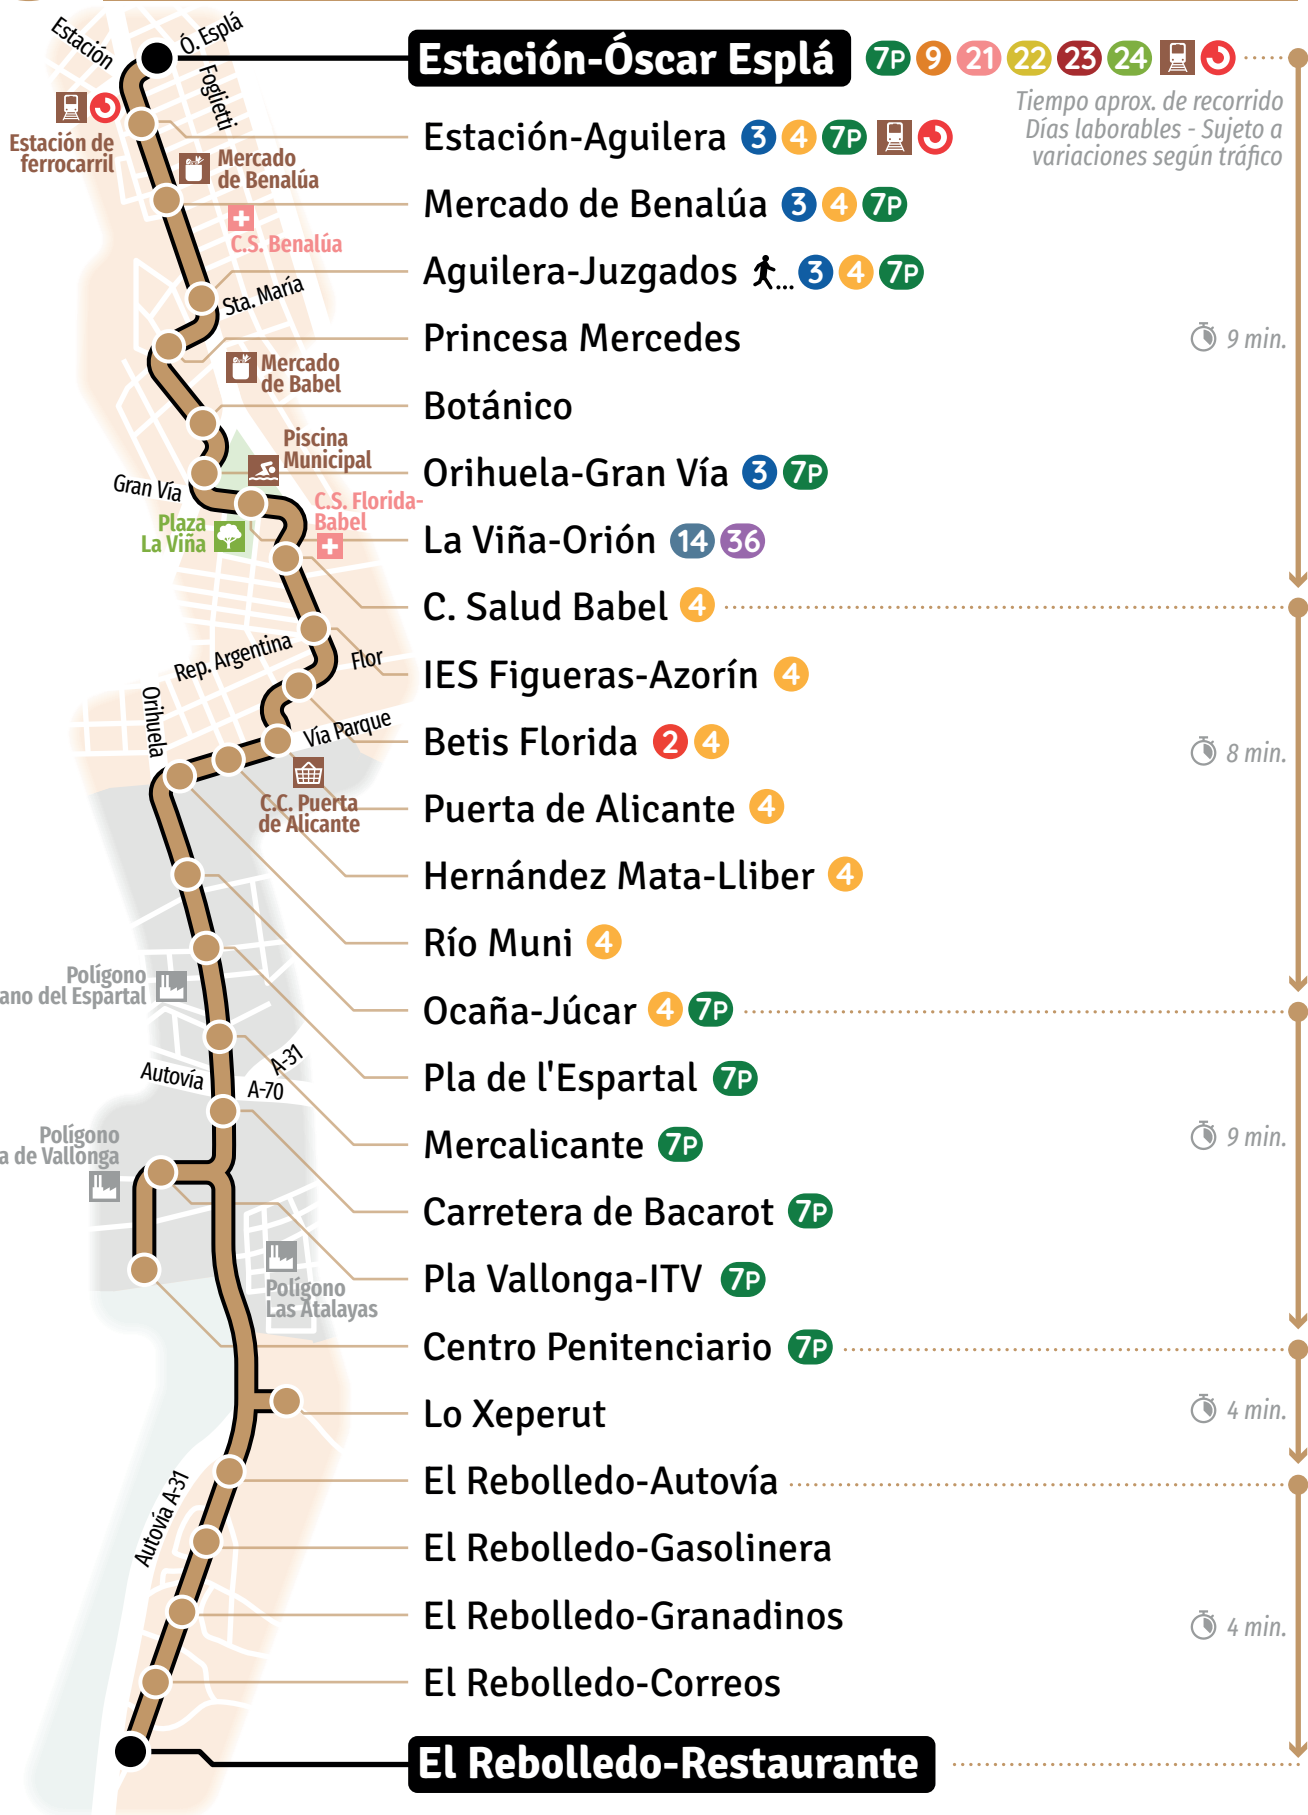 Estación
Ó. Esplá
Foglietti
Estación-Óscar Esplá 7P 9 21 22 23 24
Tiempo aprox. de recorrido
Días laborables - Sujeto a
variaciones según tráfico
Estación de
ferrocarril
Estación-Aguilera 3 4 7P
Mercado
de Benalúa
Mercado de Benalúa 3 4 7P
C.S. Benalúa
Aguilera-Juzgados ... 3 4 7P
Sta. María
Princesa Mercedes
9 min.
Mercado
de Babel
Botánico
Piscina
Municipal
Orihuela-Gran Vía 3 7P
Gran Vía
C.S. Florida-
Babel
Plaza
La Viña
La Viña-Orión 14 36
C. Salud Babel 4
Rep. Argentina
Flor
IES Figueras-Azorín 4
Orihuela
Vía Parque
Betis Florida 2 4
8 min.
C.C. Puerta
de Alicante
Puerta de Alicante 4
Hernández Mata-Lliber 4
Río Muni 4
Polígono
ano del Espartal
Ocaña-Júcar 4 7P
A-31
Autovía
A-70
Pla de l'Espartal 7P
Polígono
a de Vallonga
Mercalicante 7P
9 min.
Carretera de Bacarot 7P
Pla Vallonga-ITV 7P
Polígono
Las Atalayas
Centro Penitenciario 7P
Lo Xeperut
4 min.
El Rebolledo-Autovía
Autovía A-31
El Rebolledo-Gasolinera
El Rebolledo-Granadinos
4 min.
El Rebolledo-Correos
El Rebolledo-Restaurante